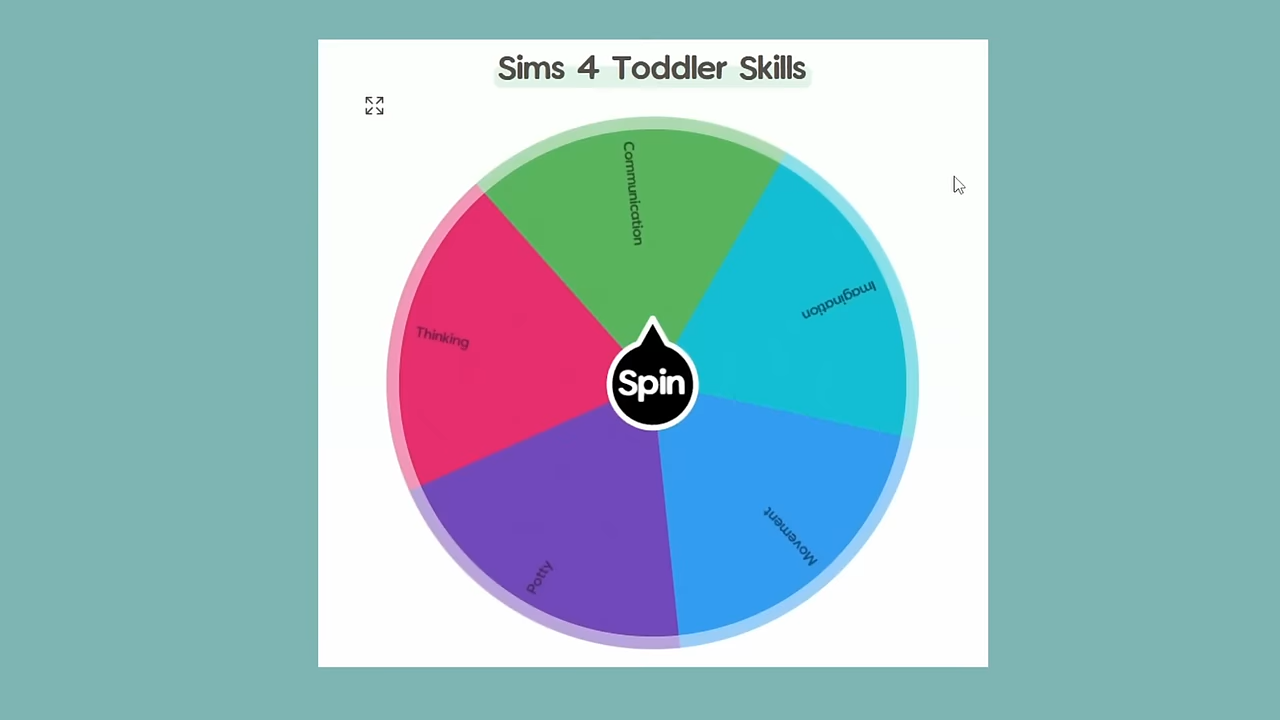 Sims 4 Toddler Skills
Communication
Imagination
Thinking
Spin
Movement
Potty